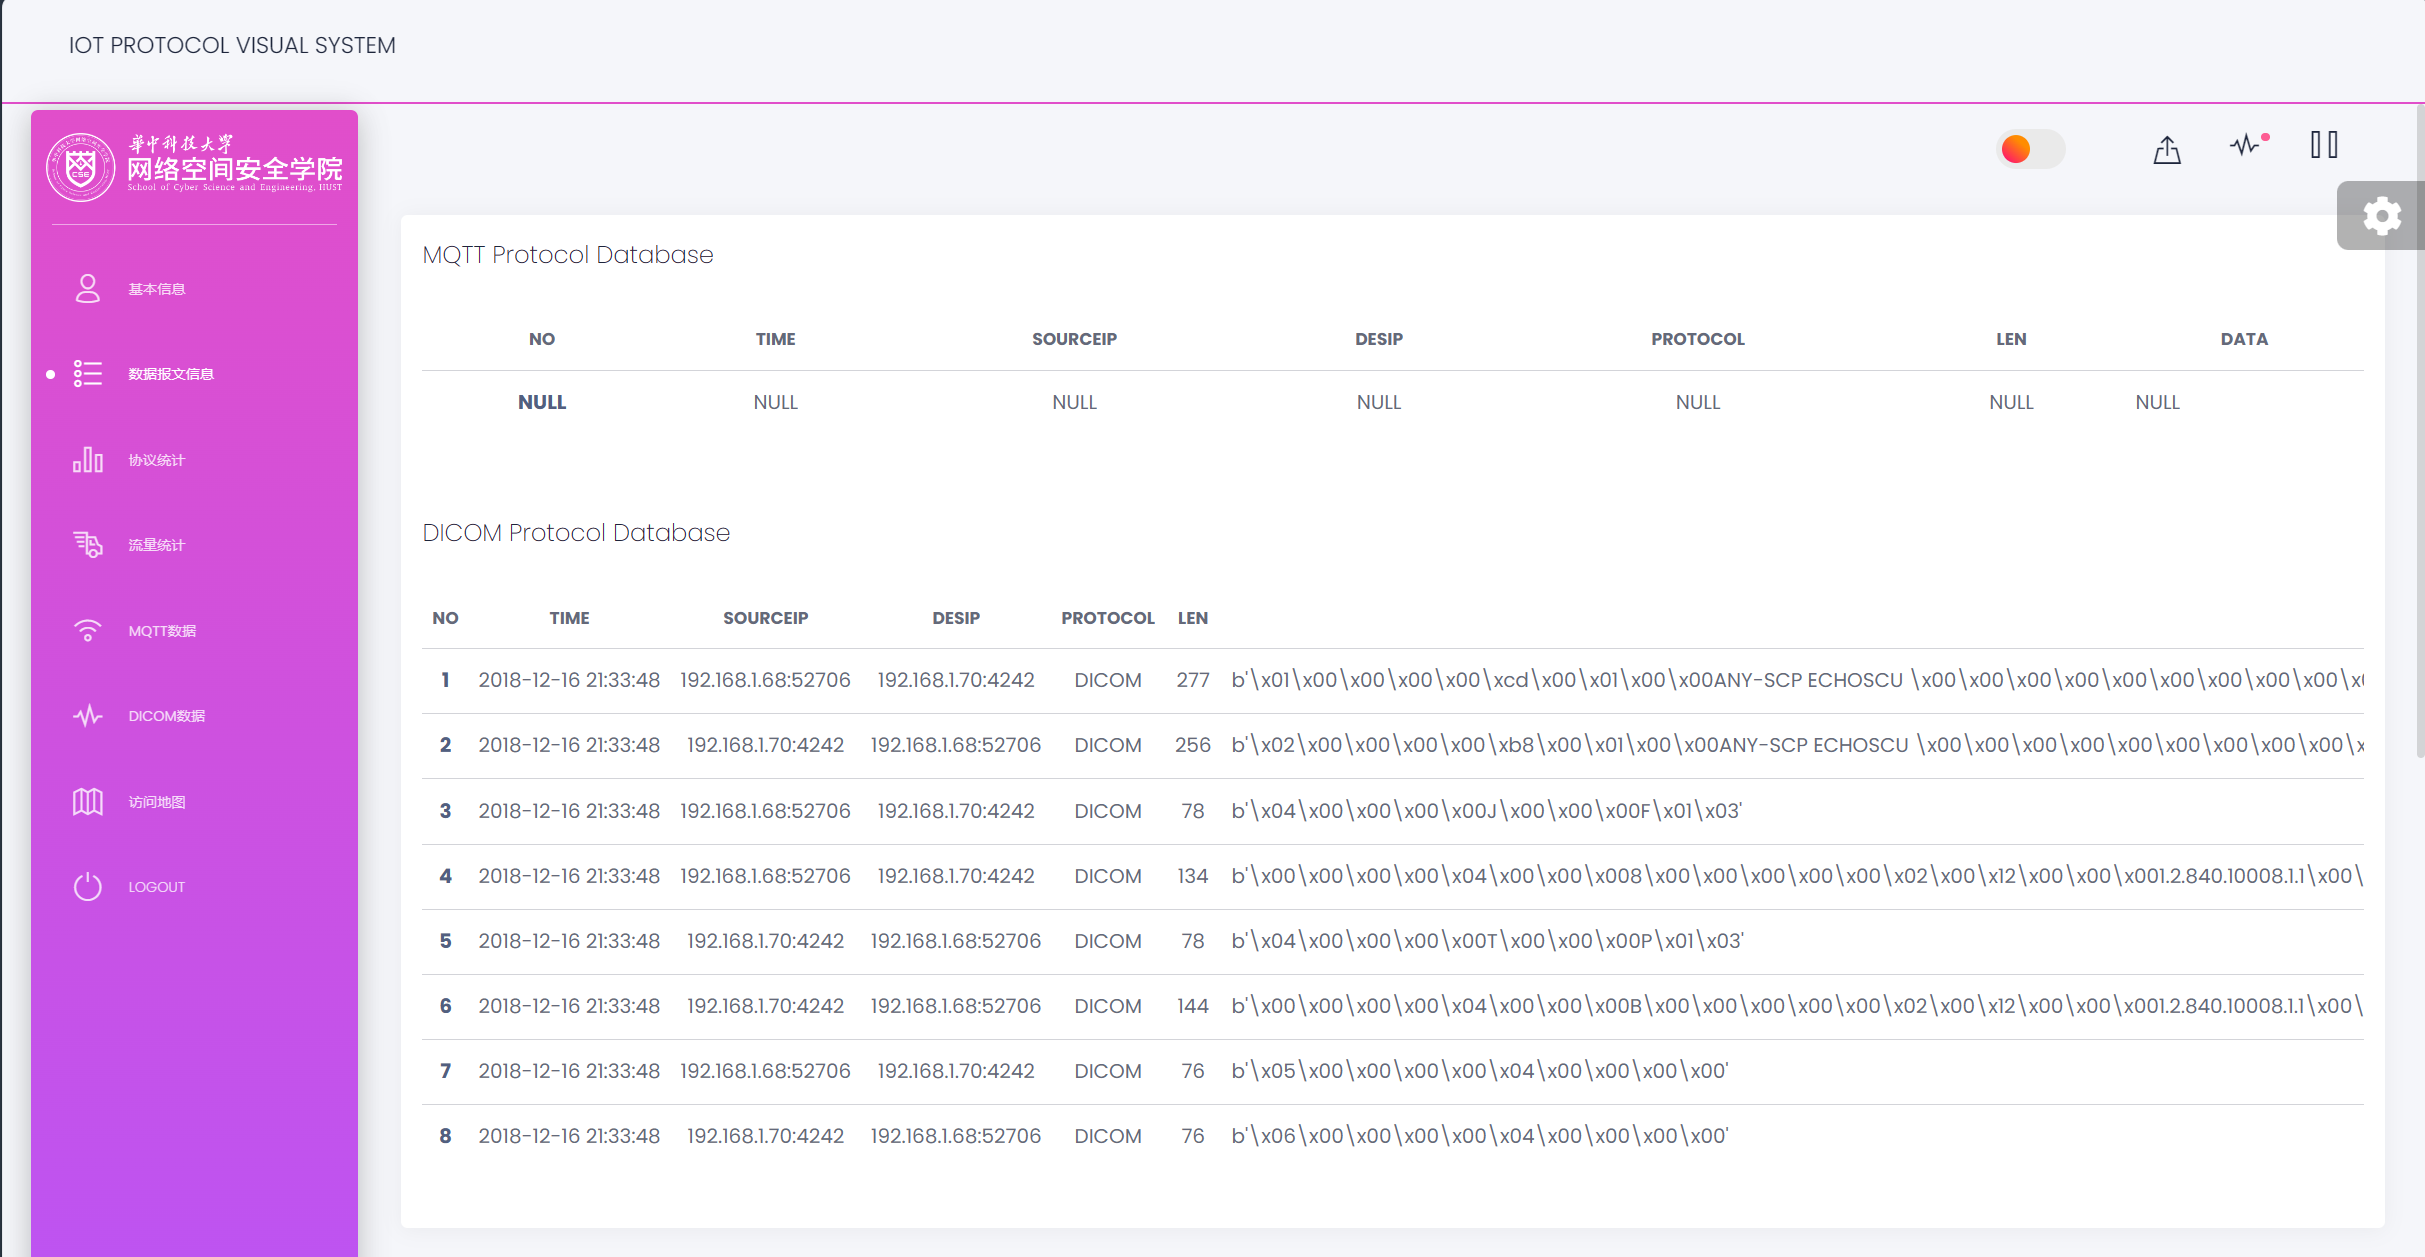 IOT PROTOCOL VISUAL SYSTEM
華中科技大学
网络空间安全学院
School of Cyber Science and Engineering, HUST
CSE
基本信息
数据报文信息
协议统计
流量统计
MQTT数据
DICOM数据
访问地图
LOGOUT
MQTT Protocol Database
NO TIME SOURCEIP DESIP PROTOCOL LEN DATA
NULL NULL NULL NULL NULL NULL NULL
DICOM Protocol Database
NO TIME SOURCEIP DESIP PROTOCOL LEN
1 2018-12-16 21:33:48 192.168.1.68:52706 192.168.1.70:4242 DICOM 277 b'\x01\x00\x00\x00\x00\xcd\x00\x01\x00\x00ANY-SCP ECHOSCU \x00\x00\x00\x00\x00\x00\x00\x00\x00\x0
2 2018-12-16 21:33:48 192.168.1.70:4242 192.168.1.68:52706 DICOM 256 b'\x02\x00\x00\x00\x00\xb8\x00\x01\x00\x00ANY-SCP ECHOSCU \x00\x00\x00\x00\x00\x00\x00\x00\x00\x
3 2018-12-16 21:33:48 192.168.1.68:52706 192.168.1.70:4242 DICOM 78 b'\x04\x00\x00\x00\x00J\x00\x00\x00F\x01\x03'
4 2018-12-16 21:33:48 192.168.1.68:52706 192.168.1.70:4242 DICOM 134 b'\x00\x00\x00\x00\x04\x00\x00\x008\x00\x00\x00\x00\x00\x02\x00\x12\x00\x00\x001.2.840.10008.1.1\x00\
5 2018-12-16 21:33:48 192.168.1.70:4242 192.168.1.68:52706 DICOM 78 b'\x04\x00\x00\x00\x00T\x00\x00\x00P\x01\x03'
6 2018-12-16 21:33:48 192.168.1.70:4242 192.168.1.68:52706 DICOM 144 b'\x00\x00\x00\x00\x04\x00\x00\x00B\x00\x00\x00\x00\x00\x02\x00\x12\x00\x00\x001.2.840.10008.1.1\x00\
7 2018-12-16 21:33:48 192.168.1.68:52706 192.168.1.70:4242 DICOM 76 b'\x05\x00\x00\x00\x00\x04\x00\x00\x00\x00'
8 2018-12-16 21:33:48 192.168.1.70:4242 192.168.1.68:52706 DICOM 76 b'\x06\x00\x00\x00\x00\x04\x00\x00\x00\x00'